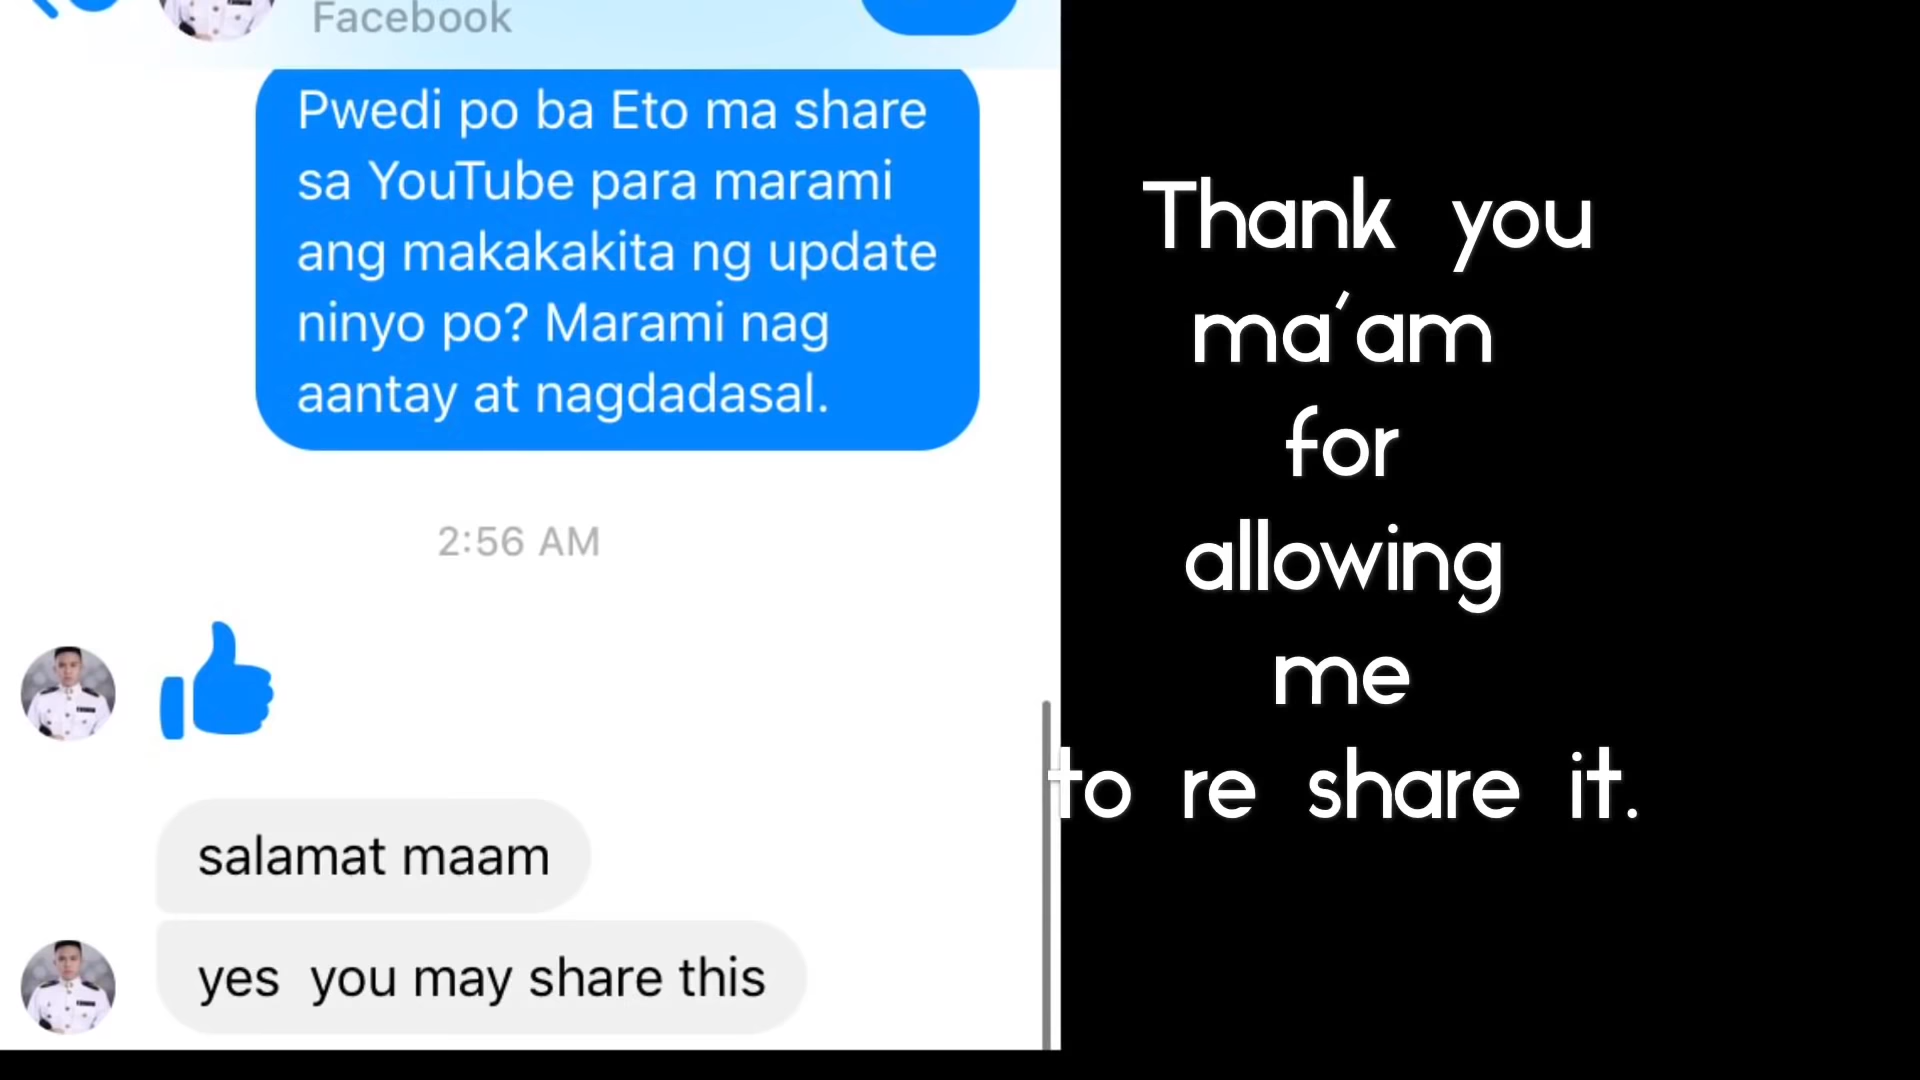 Facebook
Pwedi po ba Eto ma share
sa YouTube para marami
ang makakakita ng update
ninyo po? Marami nag
aantay at nagdadasal.
2:56 AM
salamat maam
yes you may share this
Thank you
ma'am
for
allowing
me
to re share it.